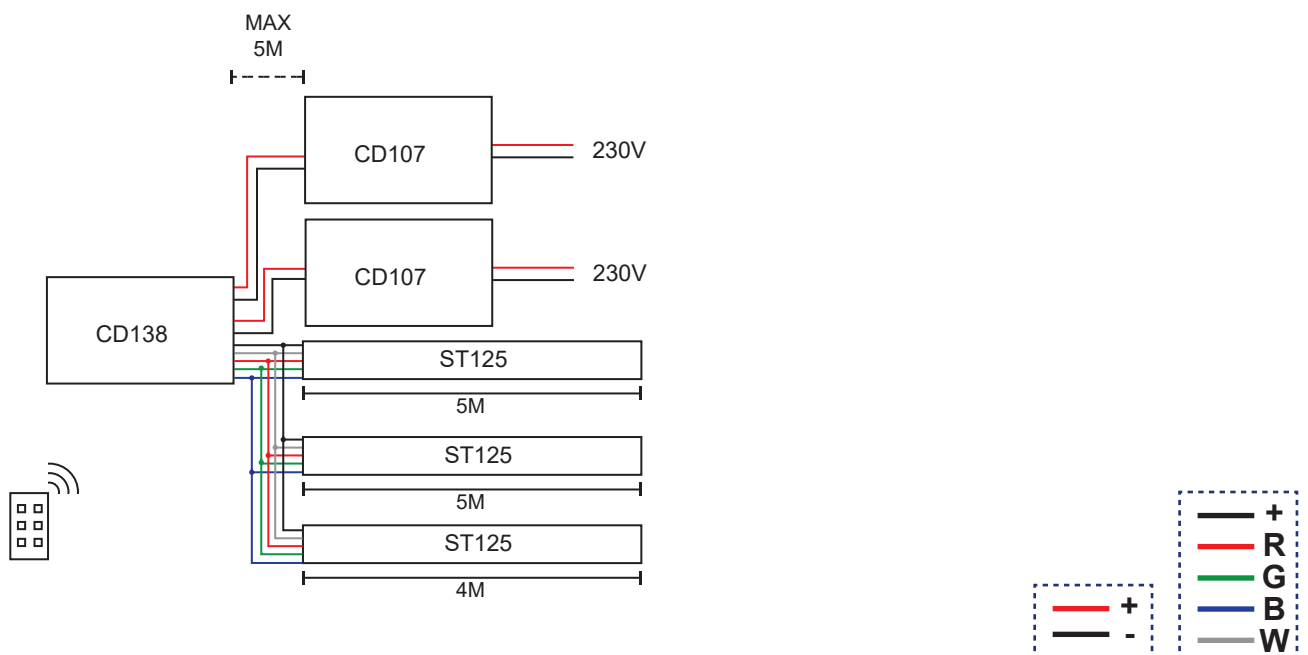 MAX
5M
CD107
230V
CD107
230V
CD138
ST125
5M
ST125
5M
ST125
4M
+
-
+
R
G
B
W